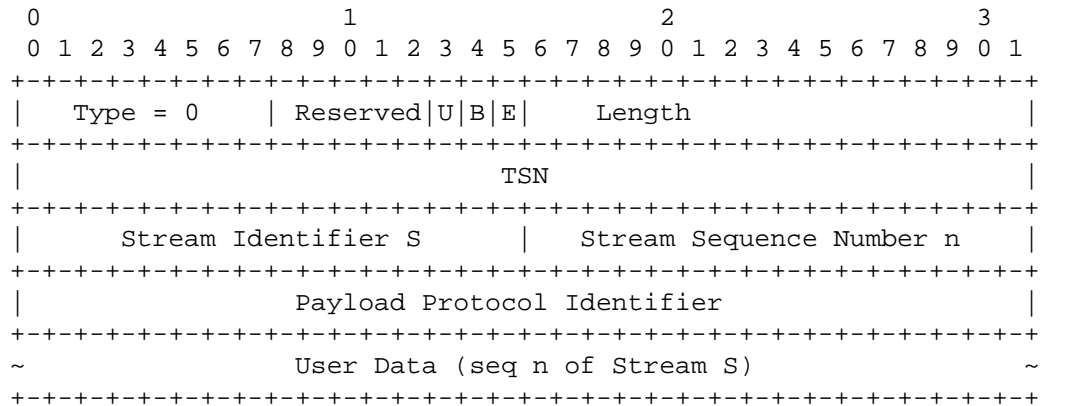 0                   1                   2                   3
 0 1 2 3 4 5 6 7 8 9 0 1 2 3 4 5 6 7 8 9 0 1 2 3 4 5 6 7 8 9 0 1
+-+-+-+-+-+-+-+-+-+-+-+-+-+-+-+-+-+-+-+-+-+-+-+-+-+-+-+-+-+-+-+-+
|   Type = 0    | Reserved|U|B|E|    Length                     |
+-+-+-+-+-+-+-+-+-+-+-+-+-+-+-+-+-+-+-+-+-+-+-+-+-+-+-+-+-+-+-+-+
|                              TSN                              |
+-+-+-+-+-+-+-+-+-+-+-+-+-+-+-+-+-+-+-+-+-+-+-+-+-+-+-+-+-+-+-+-+
|      Stream Identifier S      |   Stream Sequence Number n    |
+-+-+-+-+-+-+-+-+-+-+-+-+-+-+-+-+-+-+-+-+-+-+-+-+-+-+-+-+-+-+-+-+
|                 Payload Protocol Identifier                   |
+-+-+-+-+-+-+-+-+-+-+-+-+-+-+-+-+-+-+-+-+-+-+-+-+-+-+-+-+-+-+-+-+
~                 User Data (seq n of Stream S)                 ~
+-+-+-+-+-+-+-+-+-+-+-+-+-+-+-+-+-+-+-+-+-+-+-+-+-+-+-+-+-+-+-+-+